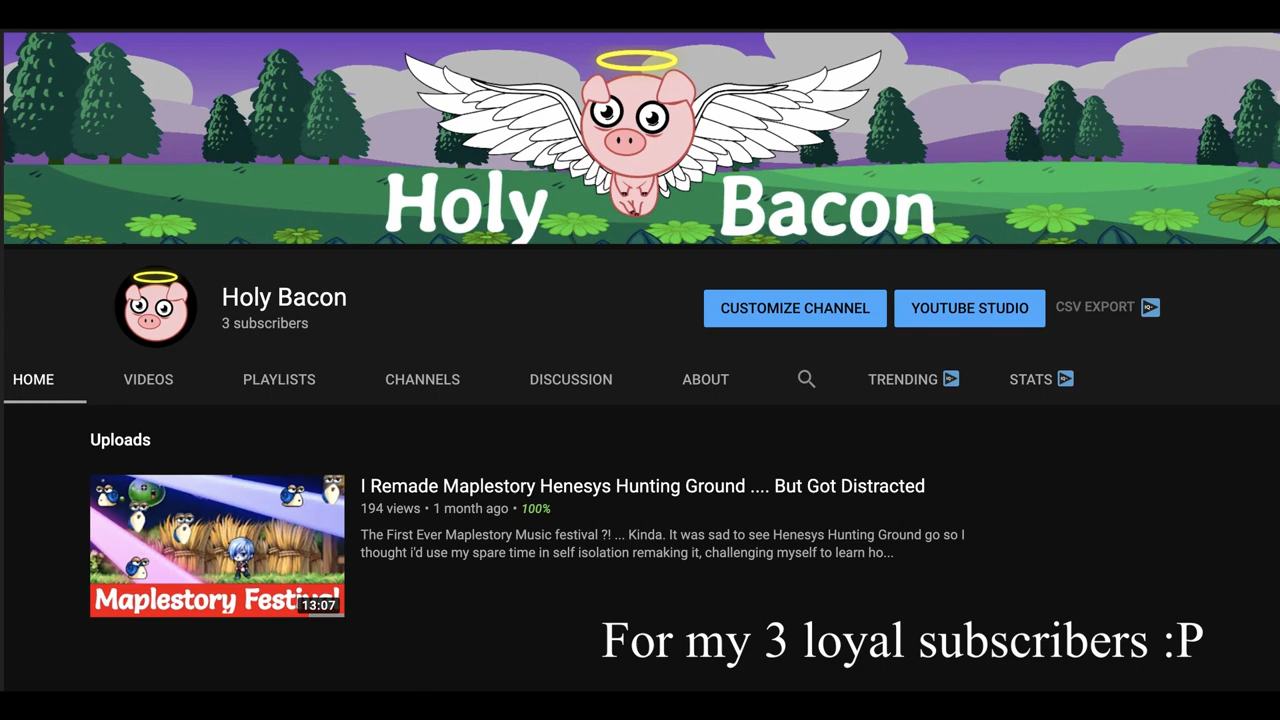 Holy Bacon
Holy Bacon
3 subscribers
CUSTOMIZE CHANNEL
YOUTUBE STUDIO
CSV EXPORT
HOME
VIDEOS
PLAYLISTS
CHANNELS
DISCUSSION
ABOUT
TRENDING
STATS
Uploads
Maplestory Festival
13:07
I Remade Maplestory Henesys Hunting Ground .... But Got Distracted
194 views • 1 month ago • 100%
The First Ever Maplestory Music festival ?! ... Kinda. It was sad to see Henesys Hunting Ground go so I
thought i'd use my spare time in self isolation remaking it, challenging myself to learn ho...
For my 3 loyal subscribers :P